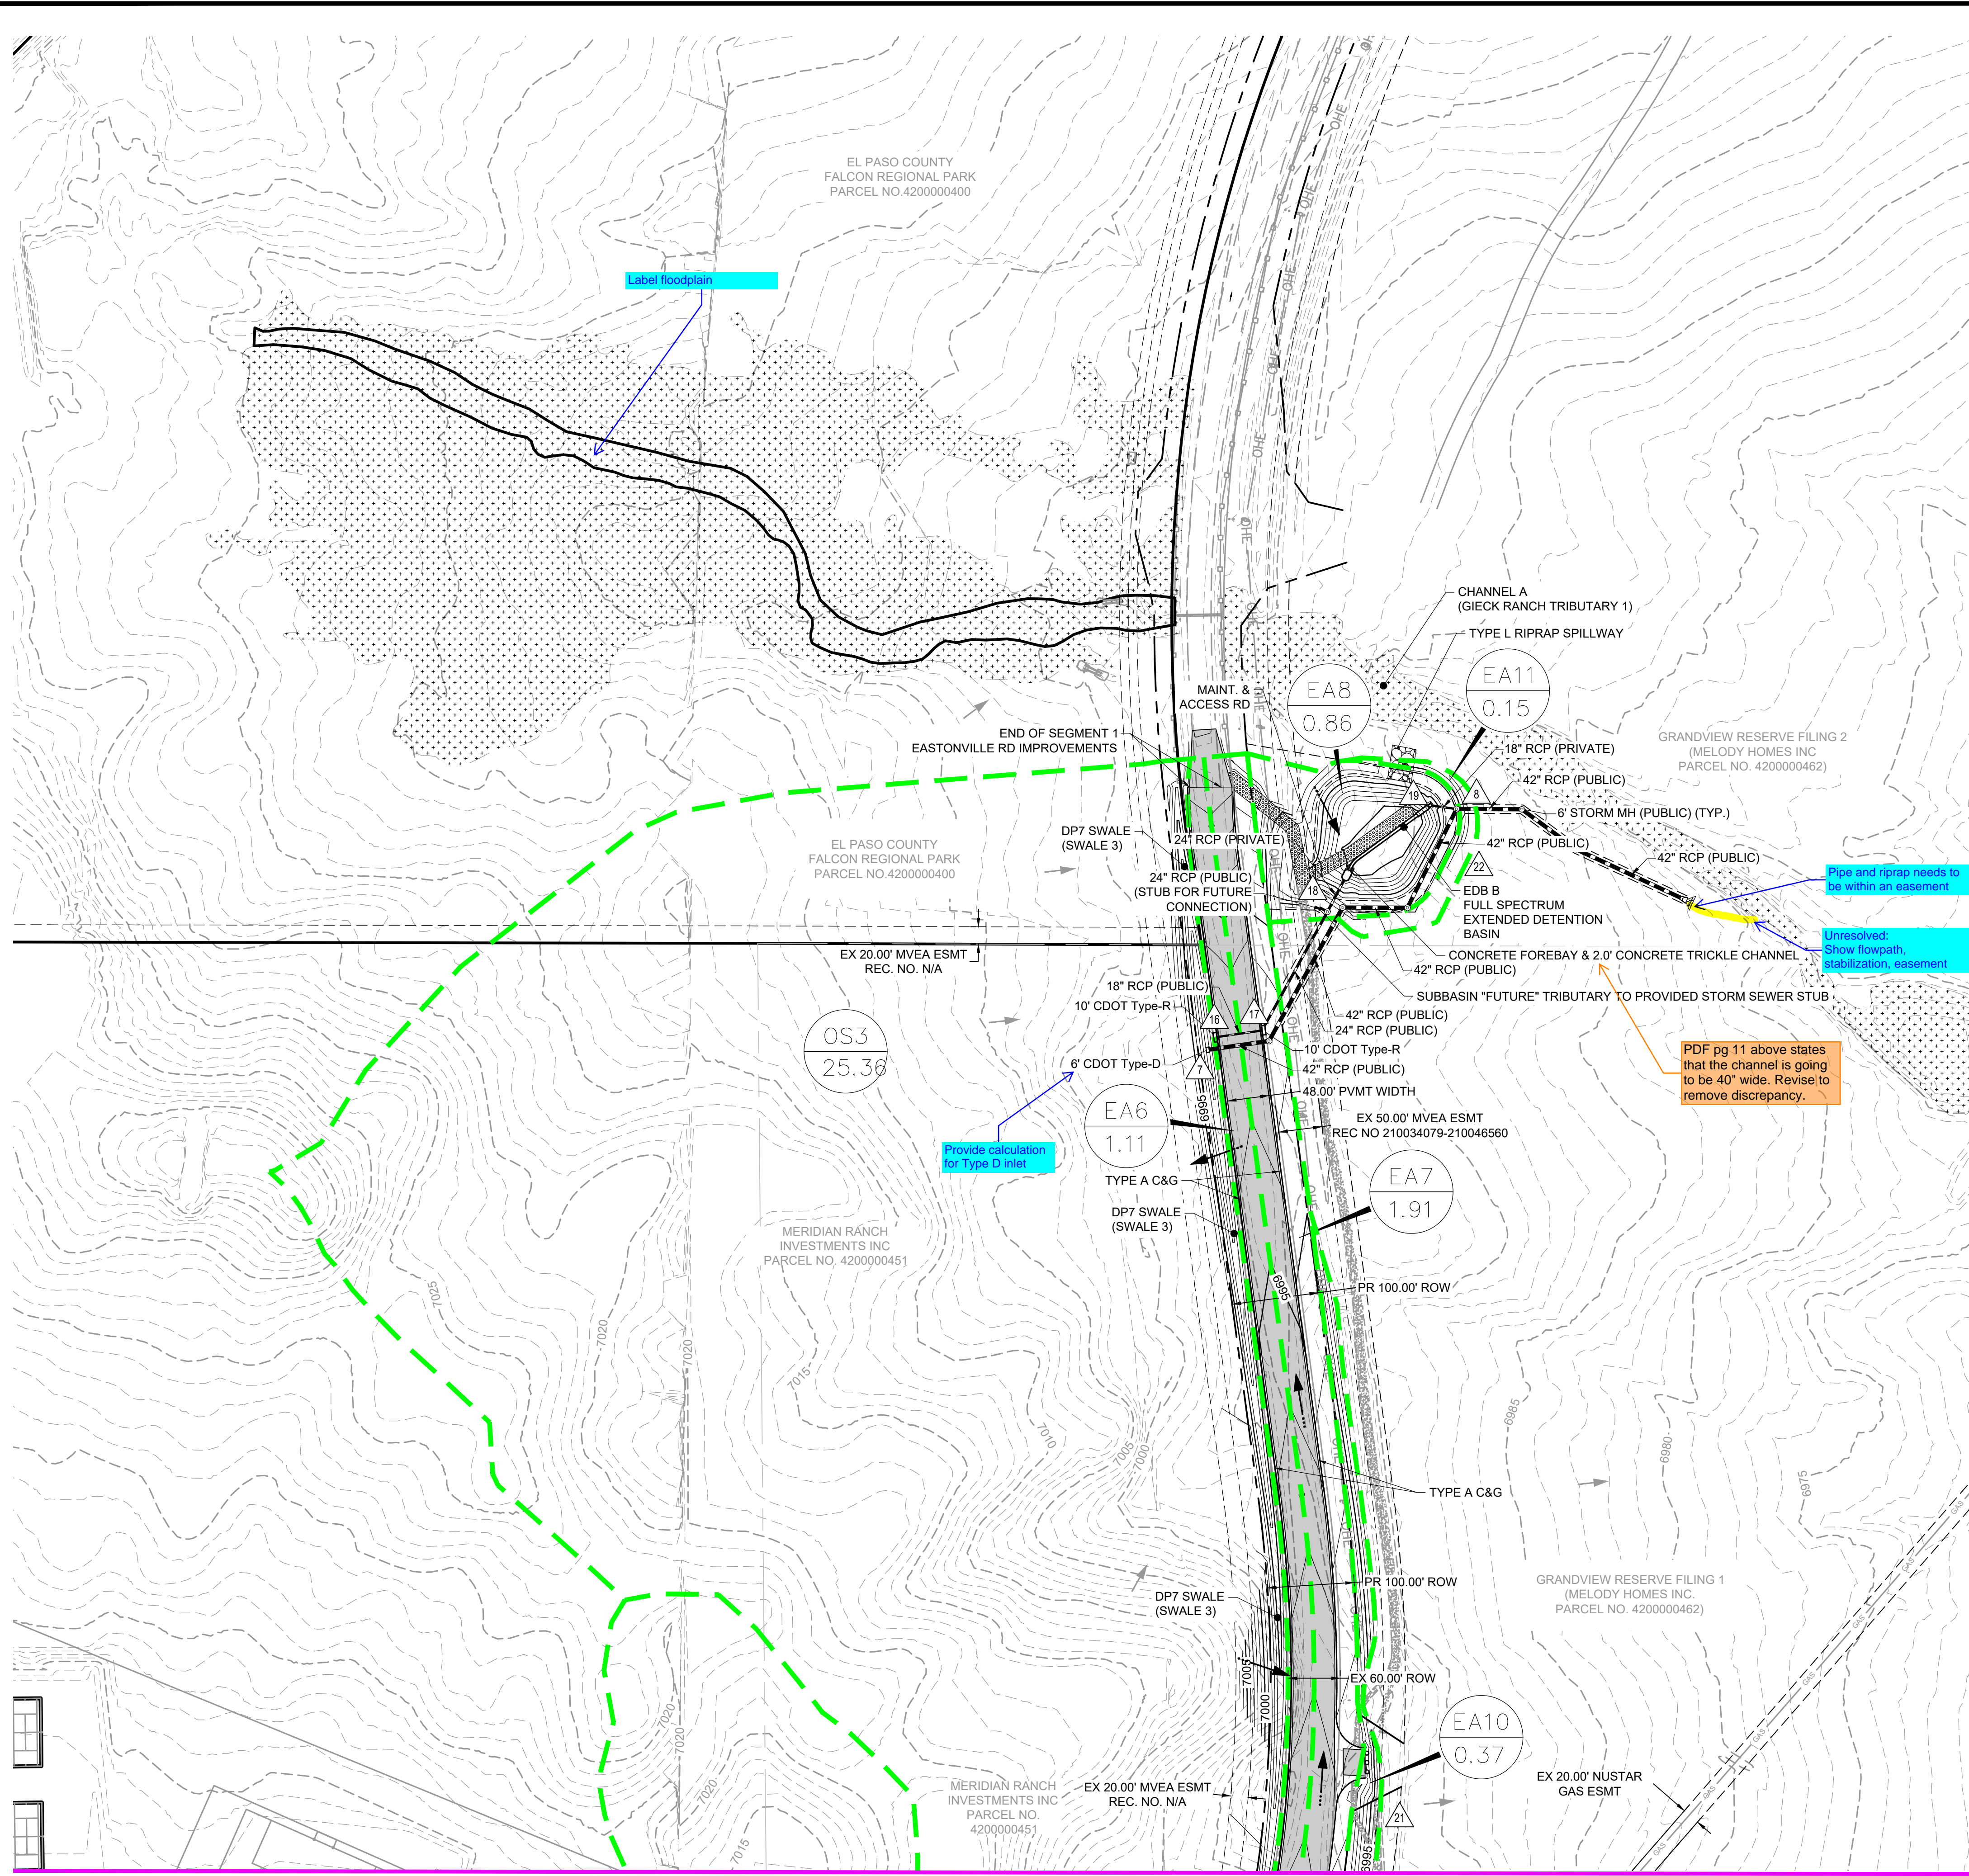 EL PASO COUNTY
FALCON REGIONAL PARK
PARCEL NO.4200000400
OHE
OHE
OHE
OHE
OHE
OHE
OHE
OHE
Label floodplain
CHANNEL A
(GIECK RANCH TRIBUTARY 1)
TYPE L RIPRAP SPILLWAY
MAINT. &
ACCESS RD
EA8
0.86
EA11
0.15
END OF SEGMENT 1
EASTONVILLE RD IMPROVEMENTS
GRANDVIEW RESERVE FILING 2
(MELODY HOMES INC
PARCEL NO. 4200000462)
18" RCP (PRIVATE)
42" RCP (PUBLIC)
19
8
6' STORM MH (PUBLIC) (TYP.)
DP7 SWALE
(SWALE 3)
24" RCP (PRIVATE)
42" RCP (PUBLIC)
42" RCP (PUBLIC)
EL PASO COUNTY
FALCON REGIONAL PARK
PARCEL NO.4200000400
24" RCP (PUBLIC)
(STUB FOR FUTURE
CONNECTION)
18
22
EDB B
FULL SPECTRUM
EXTENDED DETENTION
BASIN
Pipe and riprap needs to
be within an easement
Unresolved:
Show flowpath,
stabilization, easement
EX 20.00' MVEA ESMT
REC. NO. N/A
CONCRETE FOREBAY & 2.0' CONCRETE TRICKLE CHANNEL
42" RCP (PUBLIC)
18" RCP (PUBLIC)
SUBBASIN "FUTURE" TRIBUTARY TO PROVIDED STORM SEWER STUB
10' CDOT Type-R
16
17
42" RCP (PUBLIC)
24" RCP (PUBLIC)
OS3
25.36
10' CDOT Type-R
6' CDOT Type-D
7
42" RCP (PUBLIC)
PDF pg 11 above states
that the channel is going
to be 40" wide. Revise to
remove discrepancy.
48.00' PVMT WIDTH
6995
EA6
1.11
EX 50.00' MVEA ESMT
REC NO 210034079-210046560
Provide calculation
for Type D inlet
TYPE A C&G
EA7
1.91
DP7 SWALE
(SWALE 3)
MERIDIAN RANCH
INVESTMENTS INC
PARCEL NO. 4200000451
6995
PR 100.00' ROW
7025
7020
7020
7015
7010
7005
7000
6985
6980
6975
TYPE A C&G
GAS
GAS
GAS
GAS
GAS
PR 100.00' ROW
DP7 SWALE
(SWALE 3)
GRANDVIEW RESERVE FILING 1
(MELODY HOMES INC.
PARCEL NO. 4200000462)
EX 60.00' ROW
7005
7000
7020
7020
7020
7015
EA10
0.37
MERIDIAN RANCH
INVESTMENTS INC
PARCEL NO.
4200000451
EX 20.00' MVEA ESMT
REC. NO. N/A
EX 20.00' NUSTAR
GAS ESMT
21
6995